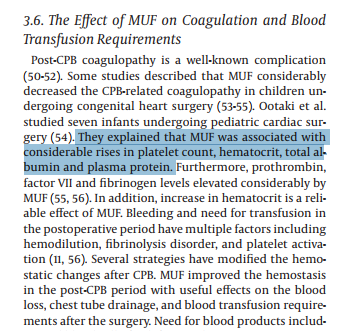 3.6. The Effect of MUF on Coagulation and Blood
Transfusion Requirements
Post-CPB coagulopathy is a well-known complication
(50-52). Some studies described that MUF considerably
decreased the CPB-related coagulopathy in children un-
dergoing congenital heart surgery (53-55). Ootaki et al.
studied seven infants undergoing pediatric cardiac sur-
gery (54). They explained that MUF was associated with
considerable rises in platelet count, hematocrit, total al-
bumin and plasma protein. Furthermore, prothrombin,
factor VII and fibrinogen levels elevated considerably by
MUF (55, 56). In addition, increase in hematocrit is a reli-
able effect of MUF. Bleeding and need for transfusion in
the postoperative period have multiple factors including
hemodilution, fibrinolysis disorder, and platelet activa-
tion (11, 56). Several strategies have modified the hemo-
static changes after CPB. MUF improved the hemostasis
in the post-CPB period with useful effects on the blood
loss, chest tube drainage, and blood transfusion require-
ments after the surgery. Need for blood products includ-